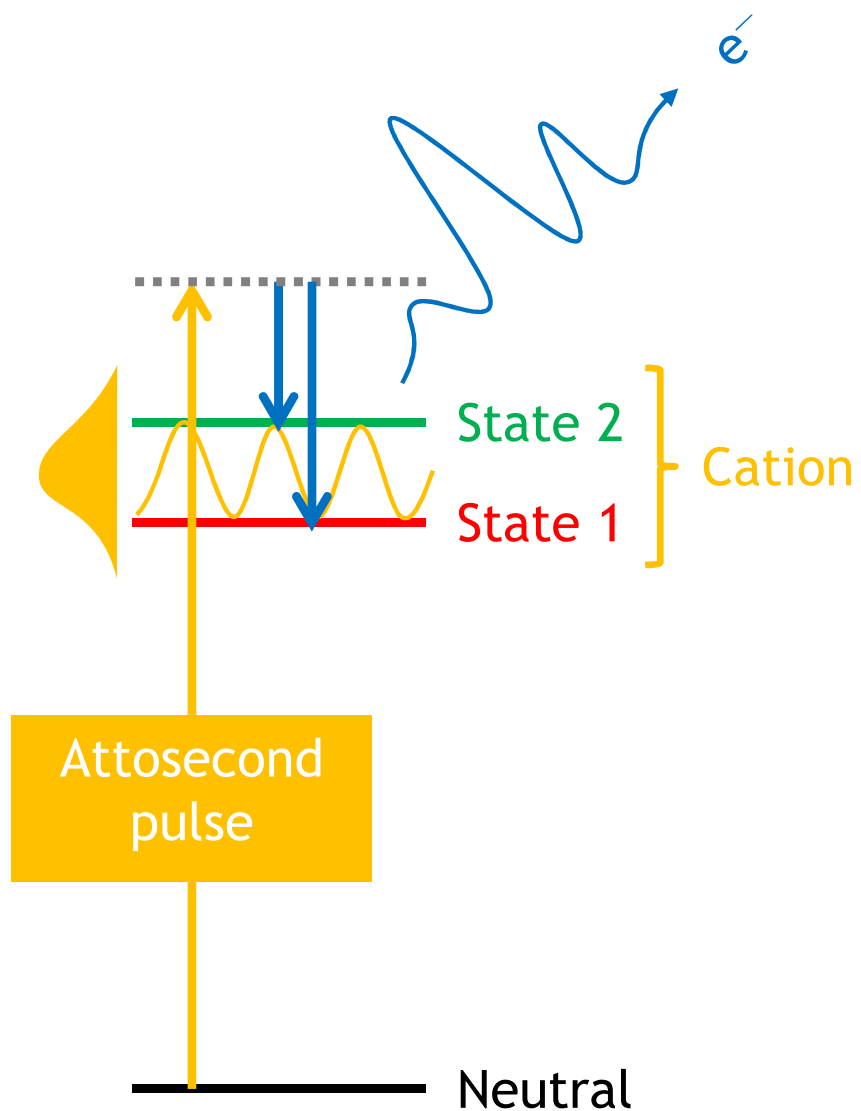 e⁻
State 2
Cation
State 1
Attosecond
pulse
Neutral